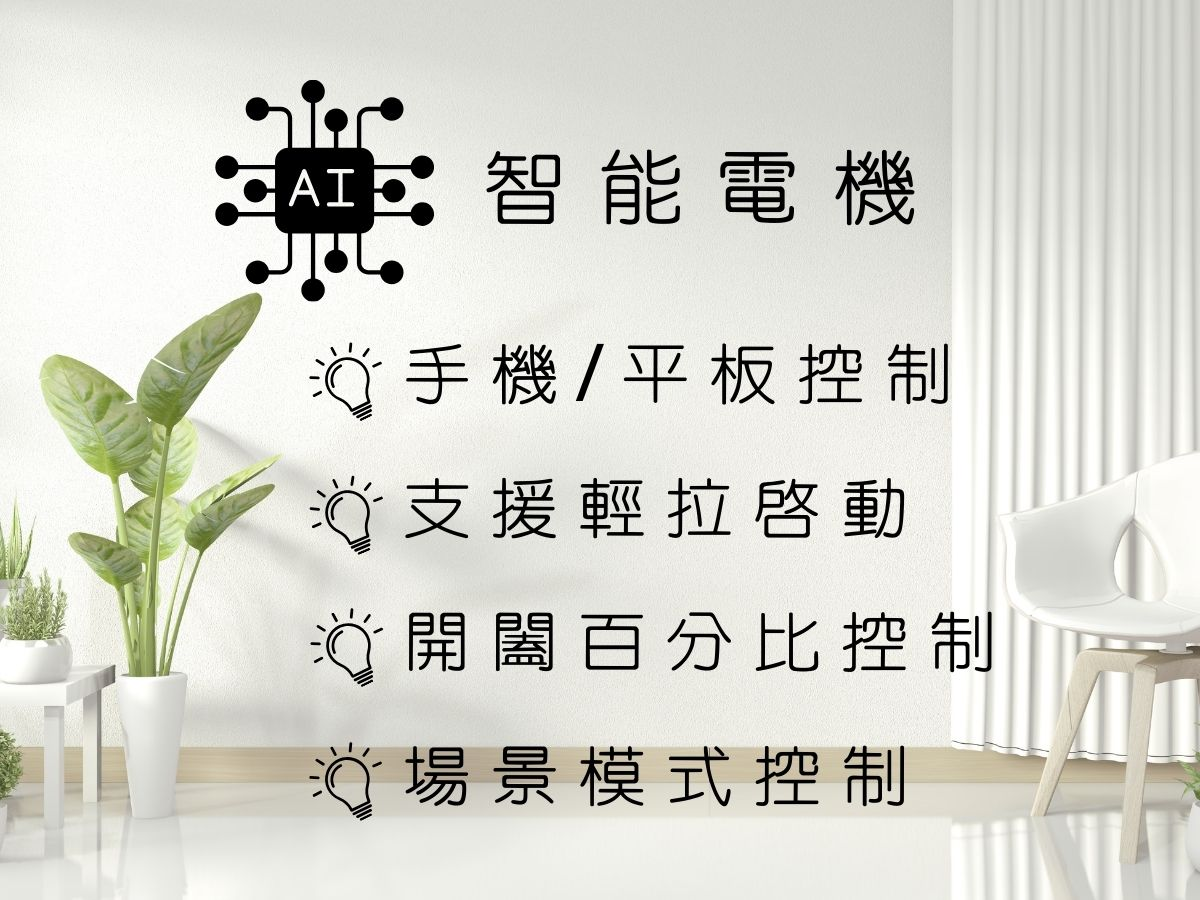 AI
智能電機
手機/平板控制
支援輕拉啓動
開闔百分比控制
場景模式控制